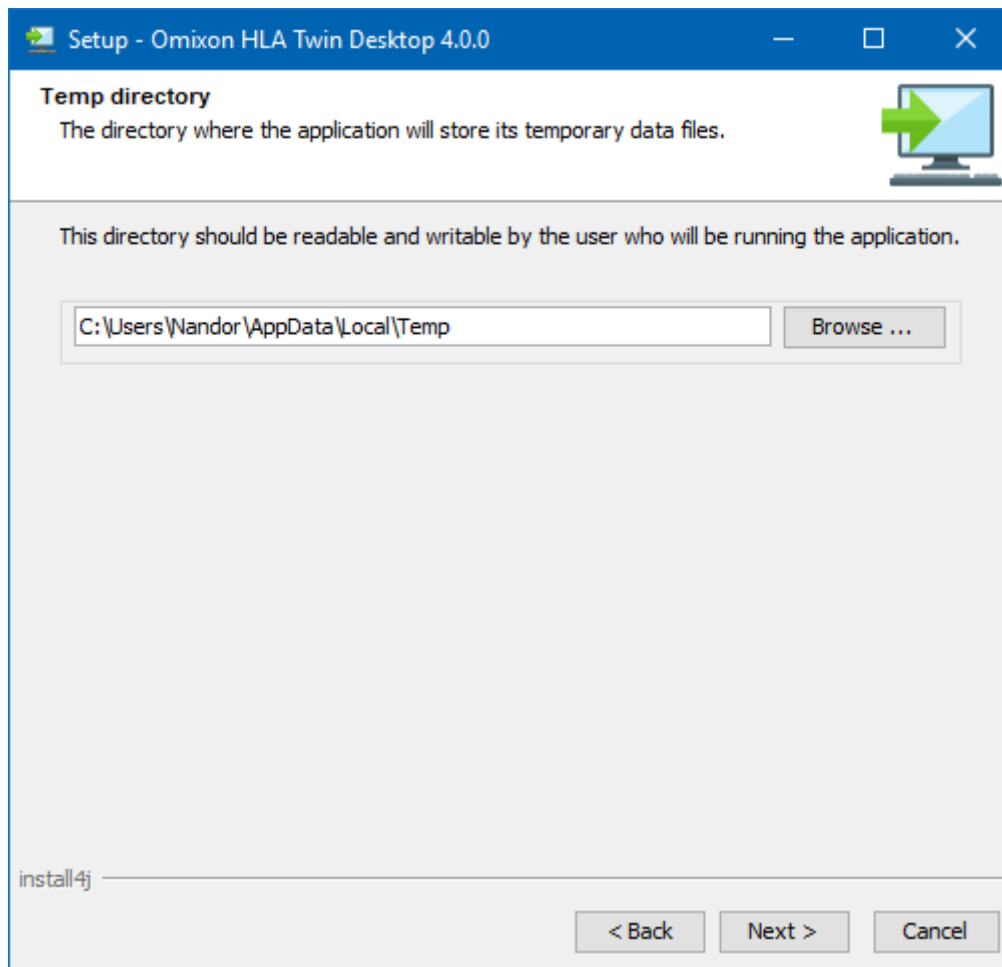 Setup - Omixon HLA Twin Desktop 4.0.0
Temp directory
The directory where the application will store its temporary data files.
This directory should be readable and writable by the user who will be running the application.
C:\Users\Nandor\AppData\Local\Temp
Browse ...
install4j
< Back
Next >
Cancel